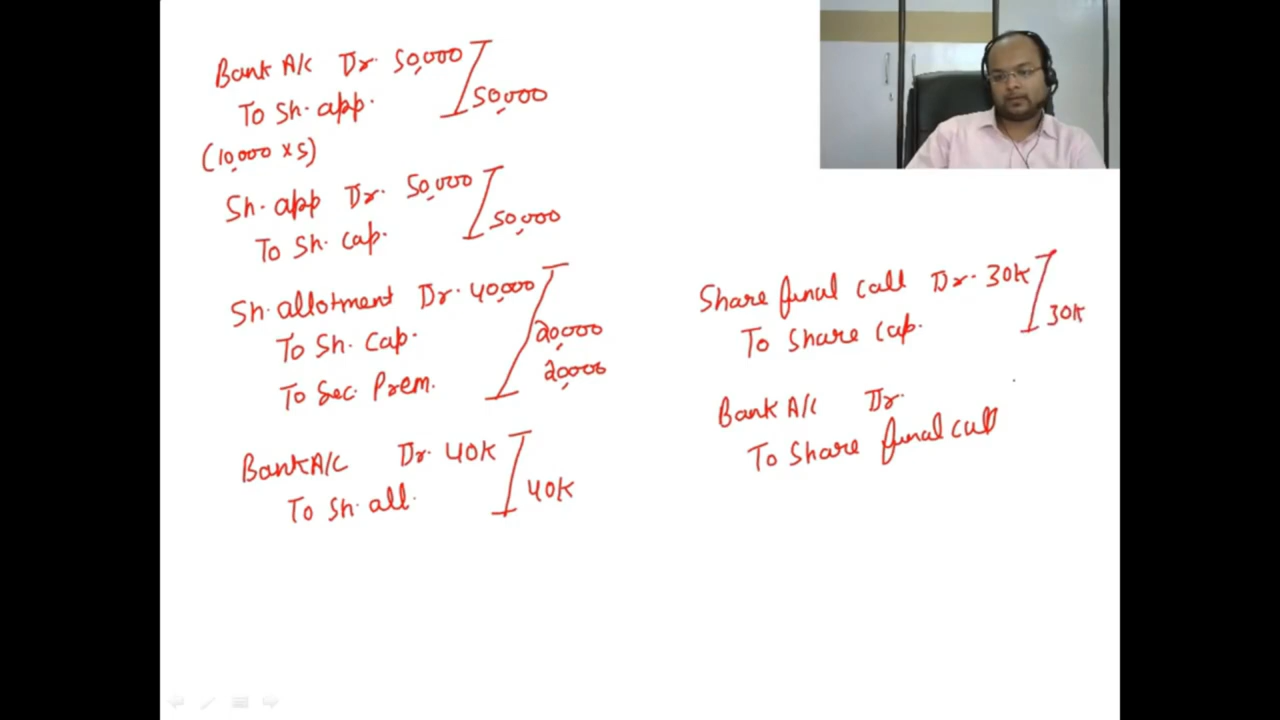 Bank A/c Dr. 50,000
To Sh. app. 50,000
(10,000 x 5)
Sh. app Dr. 50,000
To Sh. Cap. 50,000
Sh. allotment Dr. 40,000
To Sh. Cap. 20,000
To Sec. Prem. 20,000
Bank A/c Dr. 40K
To Sh. all. 40K
Share final call Dr. 30K
To Share Cap. 30K
Bank A/c Dr.
To Share final call